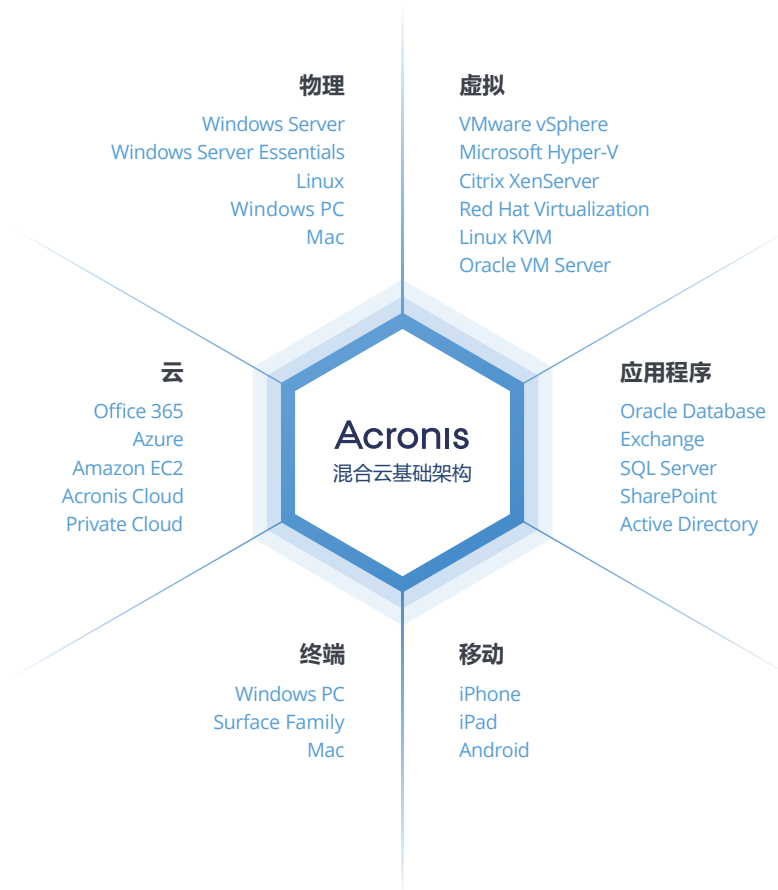 物理
Windows Server
Windows Server Essentials
Linux
Windows PC
Mac
虚拟
VMware vSphere
Microsoft Hyper-V
Citrix XenServer
Red Hat Virtualization
Linux KVM
Oracle VM Server
云
Office 365
Azure
Amazon EC2
Acronis Cloud
Private Cloud
Acronis
混合云基础架构
应用程序
Oracle Database
Exchange
SQL Server
SharePoint
Active Directory
终端
Windows PC
Surface Family
Mac
移动
iPhone
iPad
Android